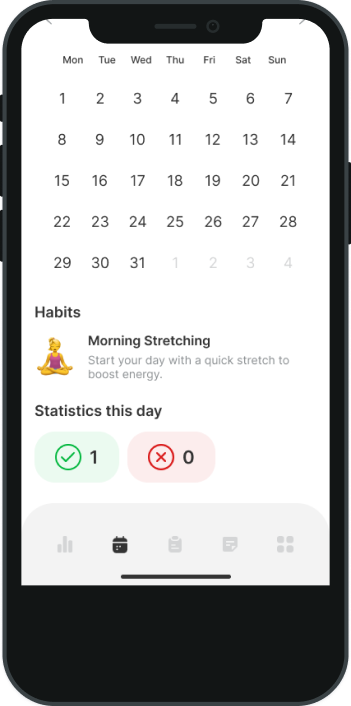 Mon Tue Wed Thu Fri Sat Sun
1 2 3 4 5 6 7
8 9 10 11 12 13 14
15 16 17 18 19 20 21
22 23 24 25 26 27 28
29 30 31 1 2 3 4
Habits
Morning Stretching
Start your day with a quick stretch to
boost energy.
Statistics this day
1 0